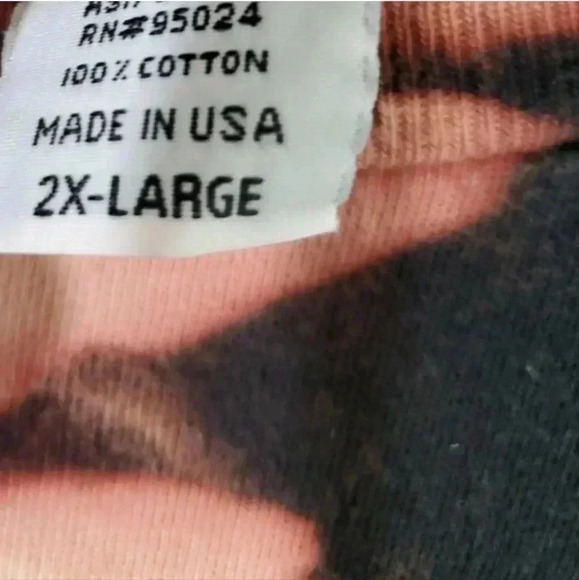 RN#95024
100% COTTON
MADE IN USA
2X-LARGE